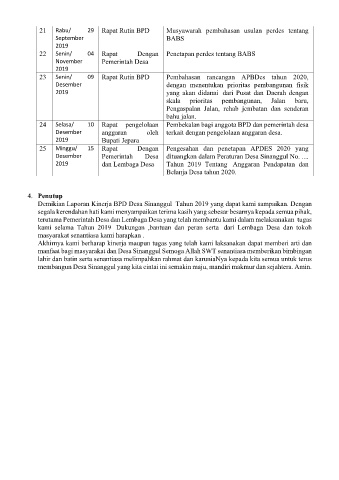 21 Rabu/ 29 Rapat Rutin BPD Musyawarah pembahasan usulan perdes tentang
September BABS
2019
22 Senin/ 04 Rapat Dengan Penetapan perdes tentang BABS
November Pemerintah Desa
2019
23 Senin/ 09 Rapat Rutin BPD Pembahasan rancangan APBDes tahun 2020,
Desember dengan menentukan prioritas pembangunan fisik
2019 yang akan didanai dari Pusat dan Daerah dengan
skala prioritas pembangunan, Jalan baru,
Pengaspalan Jalan, rehab jembatan dan senderan
bahu jalan.
24 Selasa/ 10 Rapat pengelolaan Pembekalan bagi anggota BPD dan pemerintah desa
Desember anggaran oleh terkait dengan pengelolaan anggaran desa.
2019 Bupati Jepara
25 Minggu/ 15 Rapat Dengan Pengesahan dan penetapan APDES 2020 yang
Desember Pemerintah Desa dituangkan dalam Peraturan Desa Sinanggul No. ....
2019 dan Lembaga Desa Tahun 2019 Tentang Anggaran Pendapatan dan
Belanja Desa tahun 2020.
4. Penutup
Demikian Laporan Kinerja BPD Desa Sinanggul Tahun 2019 yang dapat kami sampaikan. Dengan
segala kerendahan hati kami menyampaikan terima kasih yang sebesar besarnya kepada semua pihak,
terutama Pemerintah Desa dan Lembaga Desa yang telah membantu kami dalam melaksanakan tugas
kami selama Tahun 2019 Dukungan ,bantuan dan peran serta dari Lembaga Desa dan tokoh
masyarakat senantiasa kami harapkan .
Akhirnya kami berharap kinerja maupun tugas yang telah kami laksanakan dapat memberi arti dan
manfaat bagi masyarakat dan Desa Sinanggul Semoga Allah SWT senantiasa memberikan bimbingan
lahir dan batin serta senantiasa melimpahkan rahmat dan karuniaNya kepada kita semua untuk terus
membangun Desa Sinanggul yang kita cintai ini semakin maju, mandiri makmur dan sejahtera. Amin.